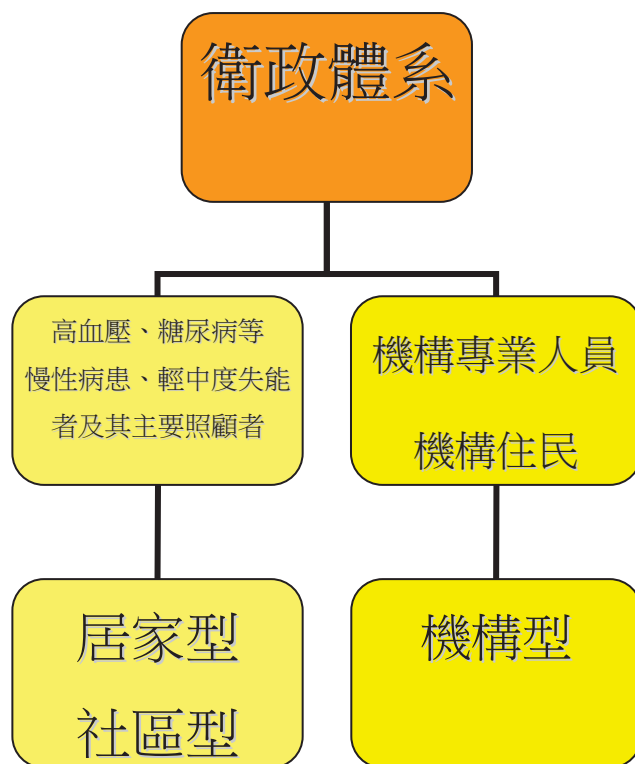 衛政體系
高血壓、糖尿病等
慢性病患、輕中度失能
者及其主要照顧者
機構專業人員
機構住民
居家型
社區型
機構型